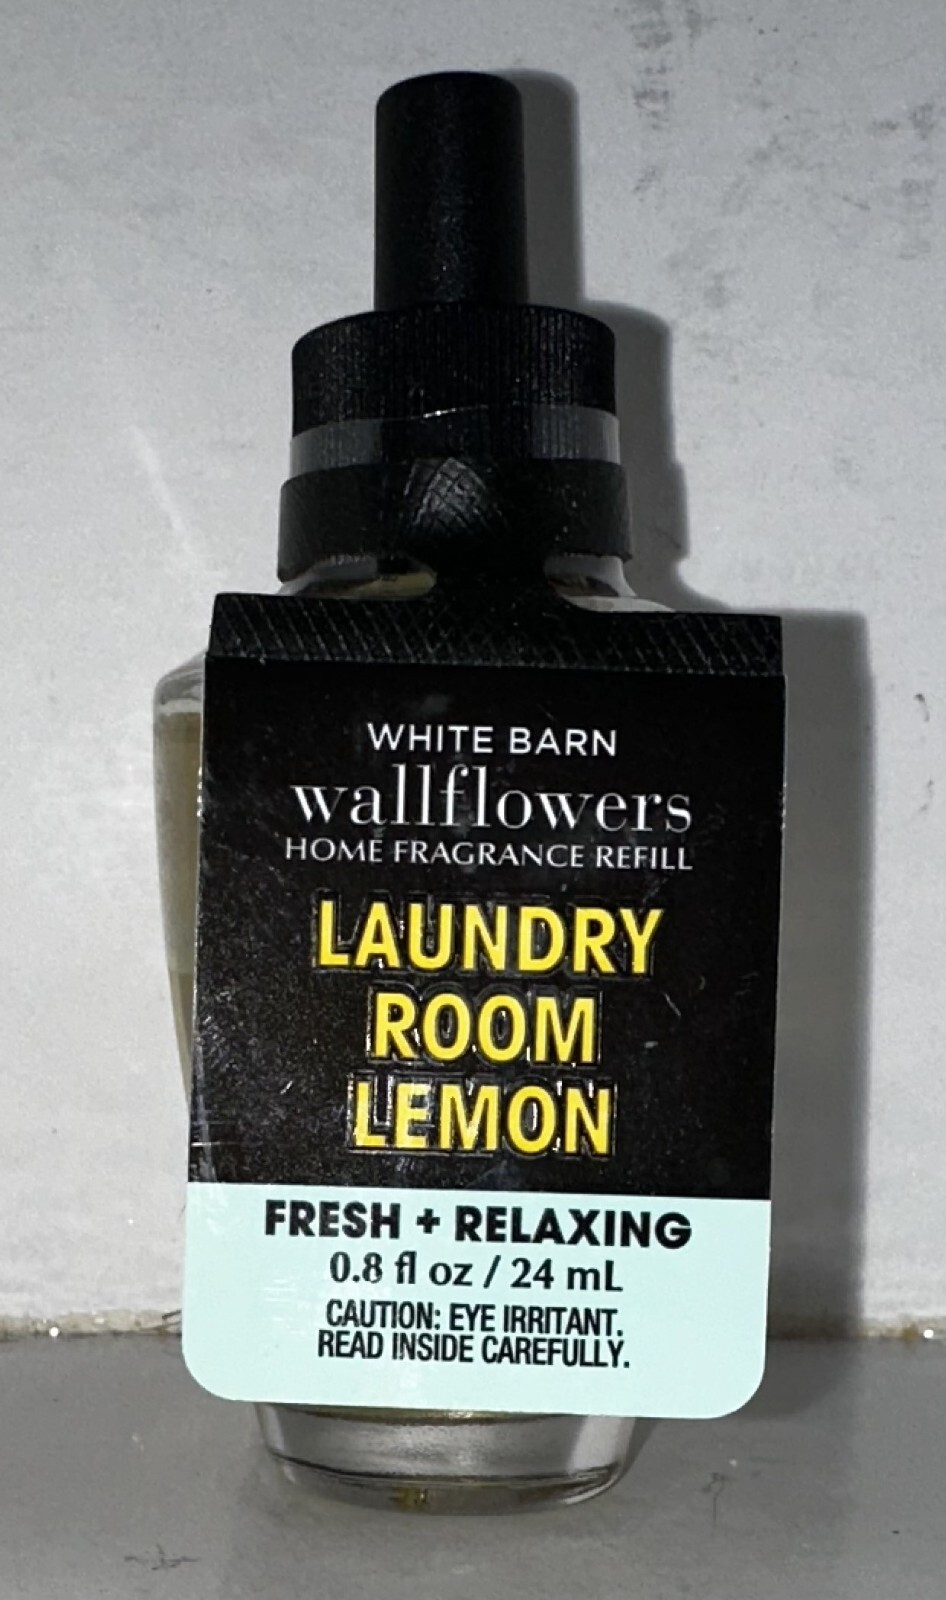 WHITE BARN
wallflowers
HOME FRAGRANCE REFILL
LAUNDRY
ROOM
LEMON
FRESH + RELAXING
0.8 fl oz / 24 mL
CAUTION: EYE IRRITANT.
READ INSIDE CAREFULLY.